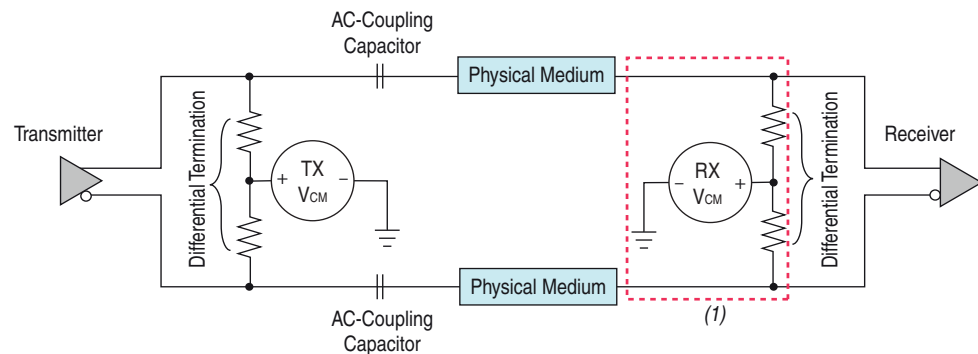 AC-Coupling
Capacitor
Physical Medium
Transmitter
Differential Termination
+ TX -
VCM
- RX +
VCM
Differential Termination
Receiver
Physical Medium
(1)
AC-Coupling
Capacitor